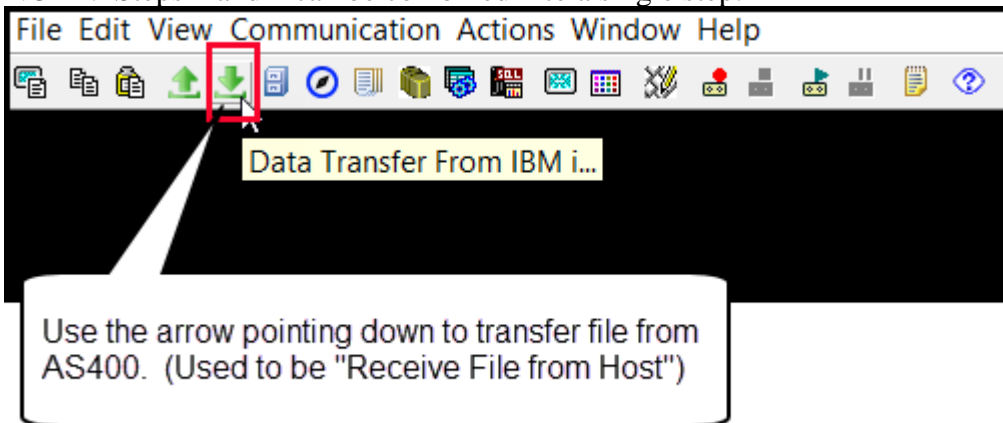 File Edit View Communication Actions Window Help
SQL
Data Transfer From IBM i...
Use the arrow pointing down to transfer file from
AS400. (Used to be "Receive File from Host")